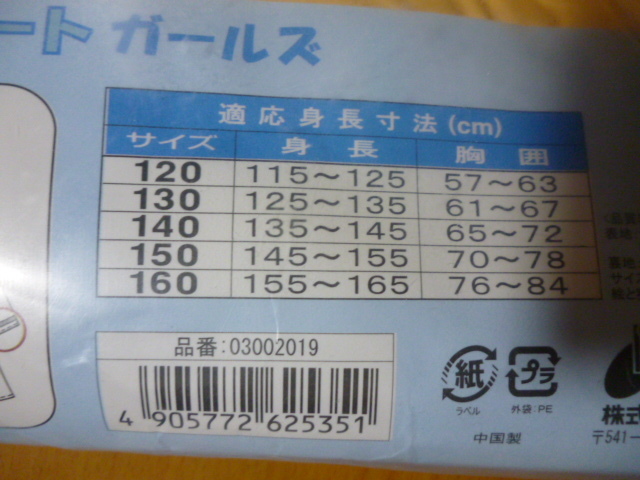 ート ガールズ
適応身長寸法(cm)
サイズ 身長 胸囲
120 115～125 57～63
130 125～135 61～67
140 135～145 65～72
150 145～155 70～78
160 155～165 76～84
品番:03002019
4 905772 625351
紙
ラベル
プラ
外袋:PE
中国製
株式
〒541-